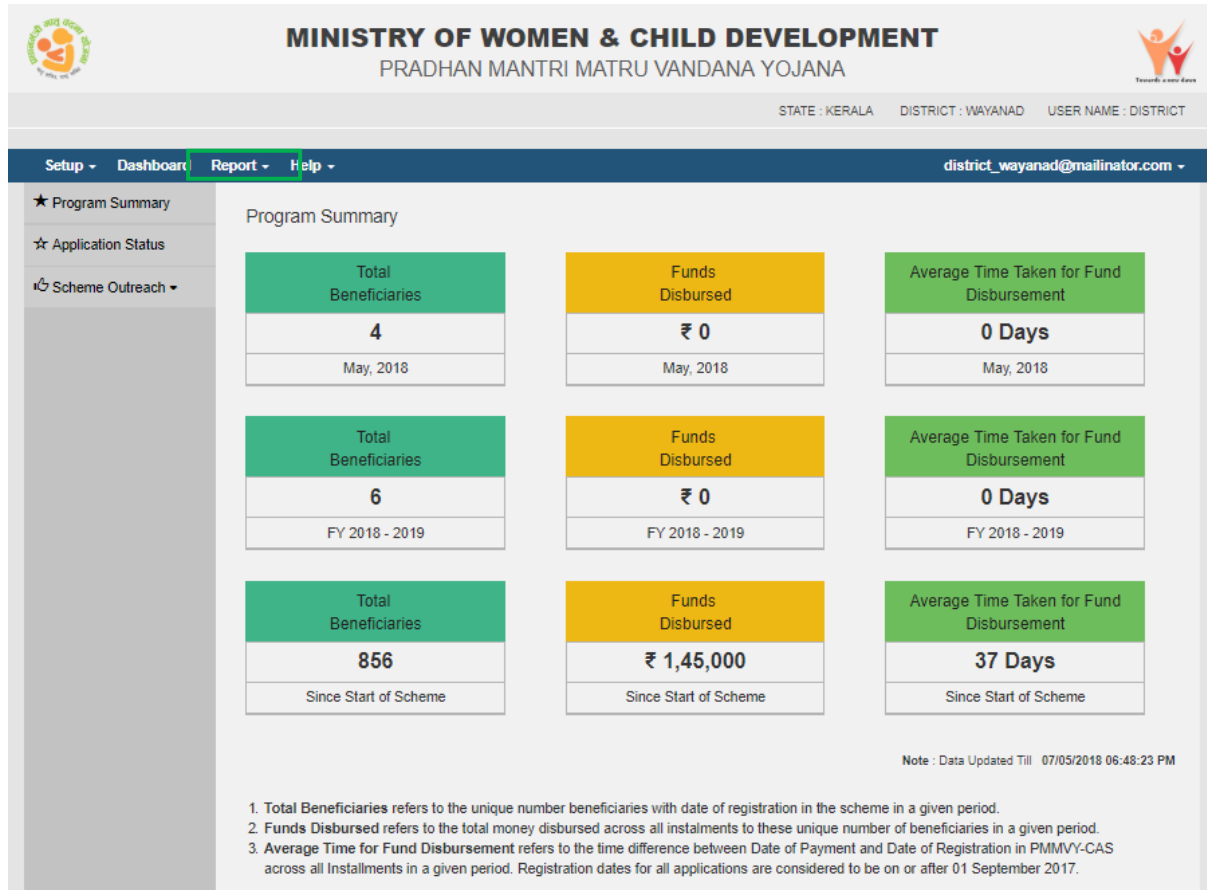 MINISTRY OF WOMEN & CHILD DEVELOPMENT
PRADHAN MANTRI MATRU VANDANA YOJANA
Towards a new dawn
STATE : KERALA DISTRICT : WAYANAD USER NAME : DISTRICT
Setup Dashboard Report Help district_wayanad@mailinator.com
Program Summary
Application Status
Scheme Outreach
Program Summary
Total Funds Average Time Taken for Fund
Beneficiaries Disbursed Disbursement
4 ₹ 0 0 Days
May, 2018 May, 2018 May, 2018
Total Funds Average Time Taken for Fund
Beneficiaries Disbursed Disbursement
6 ₹ 0 0 Days
FY 2018 - 2019 FY 2018 - 2019 FY 2018 - 2019
Total Funds Average Time Taken for Fund
Beneficiaries Disbursed Disbursement
856 ₹ 1,45,000 37 Days
Since Start of Scheme Since Start of Scheme Since Start of Scheme
Note : Data Updated Till 07/05/2018 06:48:23 PM
1. Total Beneficiaries refers to the unique number beneficiaries with date of registration in the scheme in a given period.
2. Funds Disbursed refers to the total money disbursed across all instalments to these unique number of beneficiaries in a given period.
3. Average Time for Fund Disbursement refers to the time difference between Date of Payment and Date of Registration in PMMVY-CAS
across all Installments in a given period. Registration dates for all applications are considered to be on or after 01 September 2017.